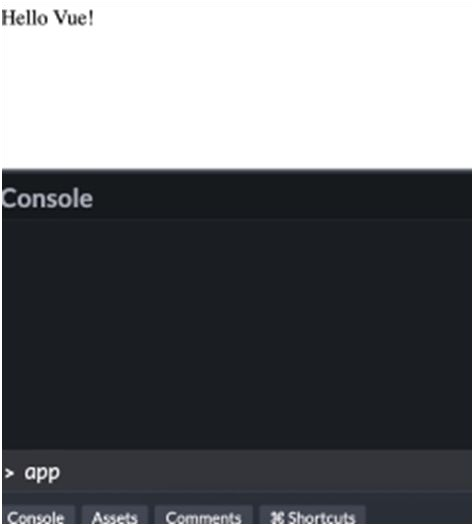 Hello Vue!
Console
> app
Console Assets Comments ⌘ Shortcuts